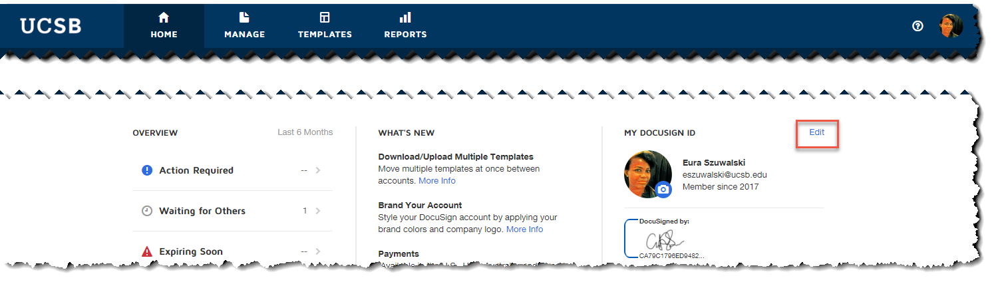 UCSB
HOME
MANAGE
TEMPLATES
REPORTS
OVERVIEW
Last 6 Months
Action Required
--
Waiting for Others
1
Expiring Soon
--
WHAT'S NEW
Download/Upload Multiple Templates
Move multiple templates at once between
accounts. More Info
Brand Your Account
Style your DocuSign account by applying your
brand colors and company logo. More Info
Payments
MY DOCUSIGN ID
Edit
Eura Szuwalski
eszuwalski@ucsb.edu
Member since 2017
DocuSigned by:
CA79C1796ED9482...